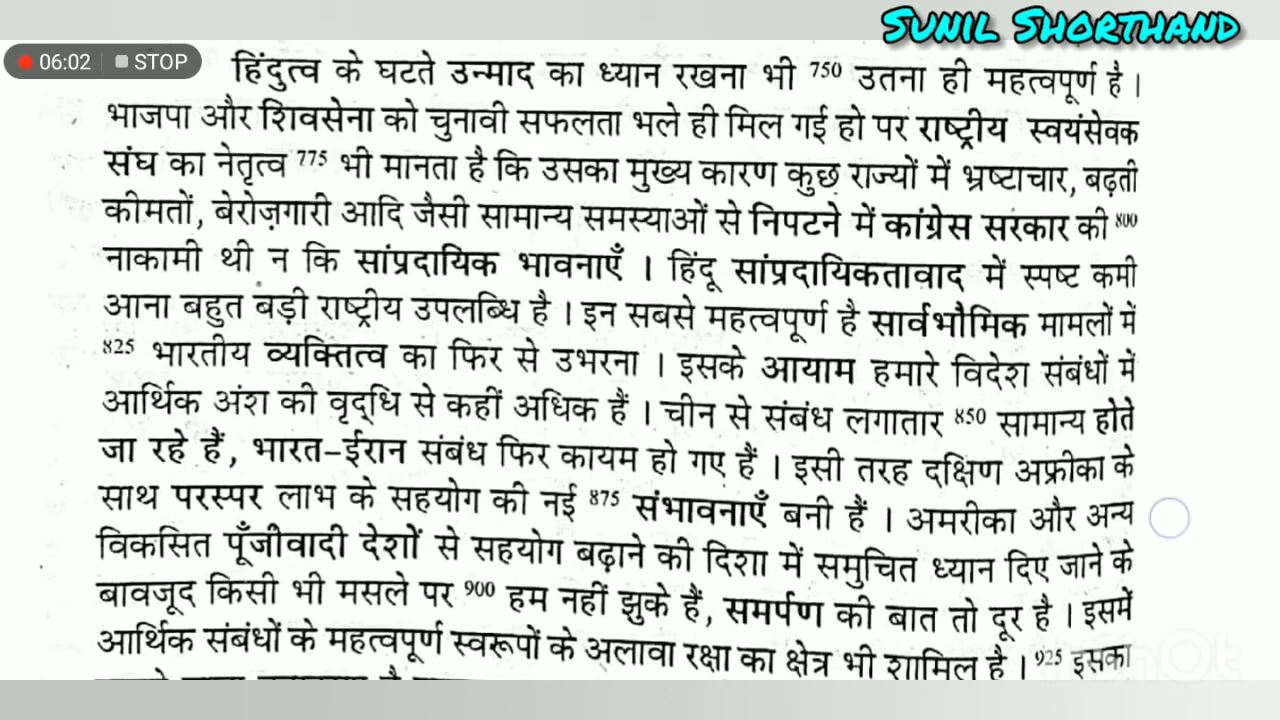 Sunil Shorthand
06:02 STOP
हिंदुत्व के घटते उन्माद का ध्यान रखना भी 750 उतना ही महत्वपूर्ण है ।
भाजपा और शिवसेना को चुनावी सफलता भले ही मिल गई हो पर राष्ट्रीय स्वयंसेवक
संघ का नेतृत्व 775 भी मानता है कि उसका मुख्य कारण कुछ राज्यों में भ्रष्टाचार, बढ़ती
कीमतों, बेरोज़गारी आदि जैसी सामान्य समस्याओं से निपटने में कांग्रेस सरकार की 800
नाकामी थी न कि सांप्रदायिक भावनाएँ । हिंदू सांप्रदायिकतावाद में स्पष्ट कमी
आना बहुत बड़ी राष्ट्रीय उपलब्धि है । इन सबसे महत्वपूर्ण है सार्वभौमिक मामलों में
825 भारतीय व्यक्तित्व का फिर से उभरना । इसके आयाम हमारे विदेश संबंधों में
आर्थिक अंश की वृद्धि से कहीं अधिक हैं । चीन से संबंध लगातार 850 सामान्य होते
जा रहे हैं, भारत-ईरान संबंध फिर कायम हो गए हैं । इसी तरह दक्षिण अफ्रीका के
साथ परस्पर लाभ के सहयोग की नई 875 संभावनाएँ बनी हैं । अमरीका और अन्य
विकसित पूँजीवादी देशों से सहयोग बढ़ाने की दिशा में समुचित ध्यान दिए जाने के
बावजूद किसी भी मसले पर 900 हम नहीं झुके हैं, समर्पण की बात तो दूर है । इसमें
आर्थिक संबंधों के महत्वपूर्ण स्वरूपों के अलावा रक्षा का क्षेत्र भी शामिल है । 925 इसका